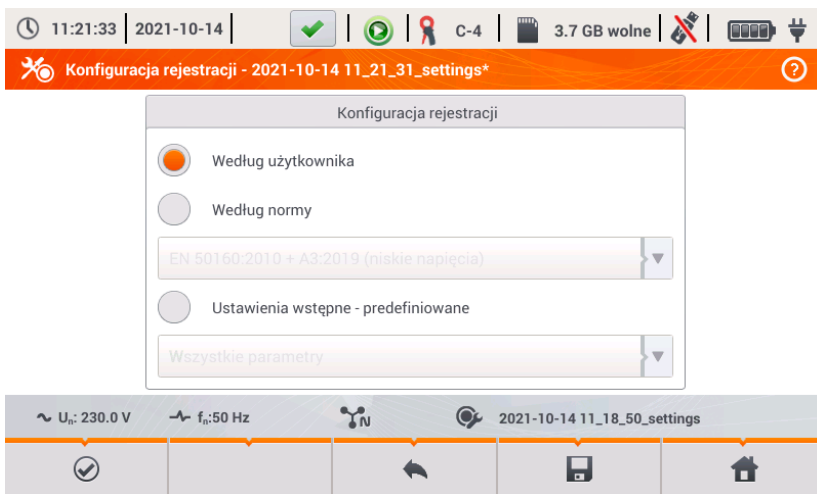 11:21:33 2021-10-14 C-4 3.7 GB wolne
Konfiguracja rejestracji - 2021-10-14 11_21_31_settings* ?
Konfiguracja rejestracji
Według użytkownika
Według normy
EN 50160:2010 + A3:2019 (niskie napięcia)
Ustawienia wstępne - predefiniowane
Wszystkie parametry
Uₙ: 230.0 V fₙ:50 Hz N 2021-10-14 11_18_50_settings